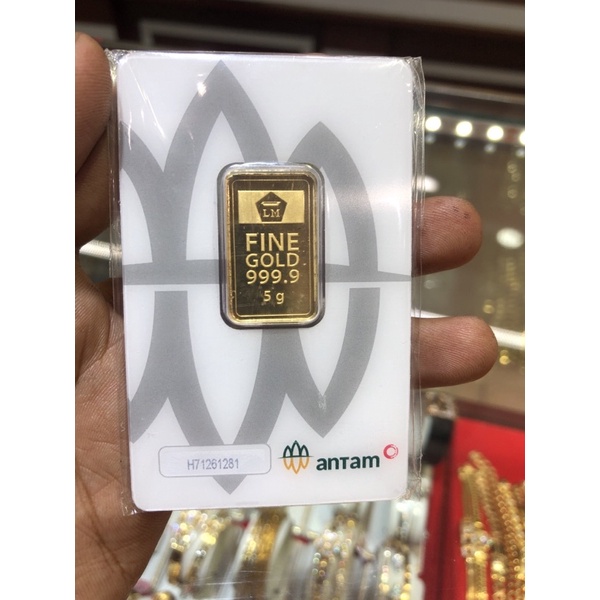 LM
FINE
GOLD
999.9
5 g
H71261281
antam